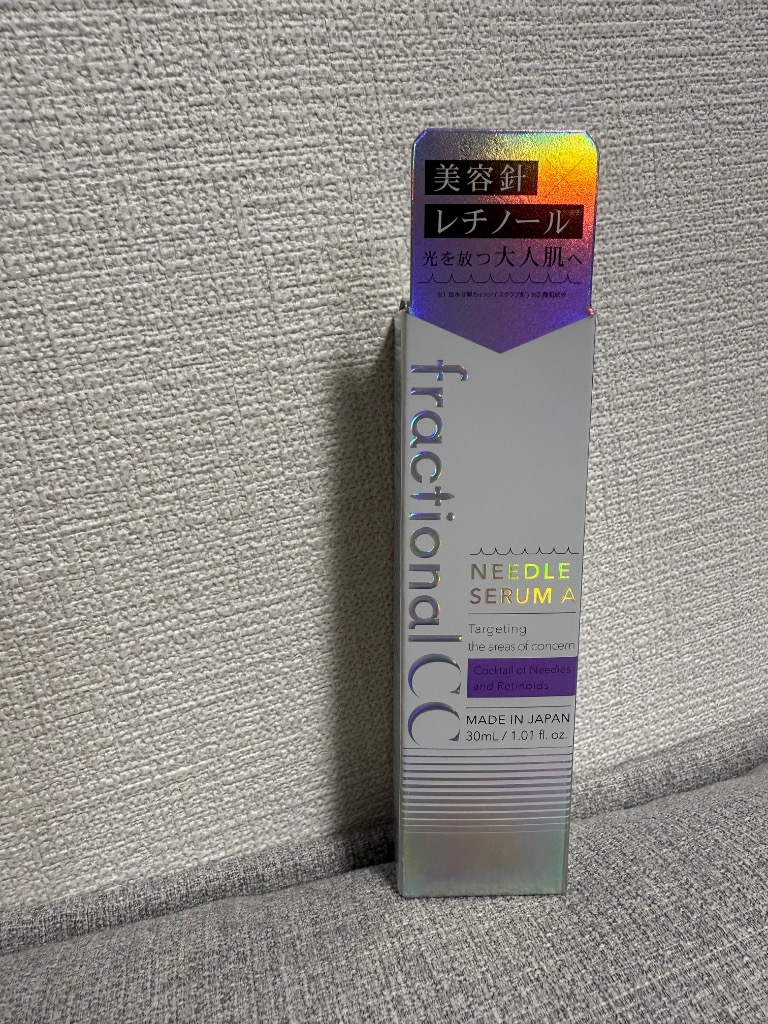 美容針
レチノール
光を放つ大人肌へ
fractional CC
NEEDLE
SERUM A
Targeting
the areas of concern
Cocktail of Needles
and Retinoids
MADE IN JAPAN
30mL / 1.01 fl. oz.